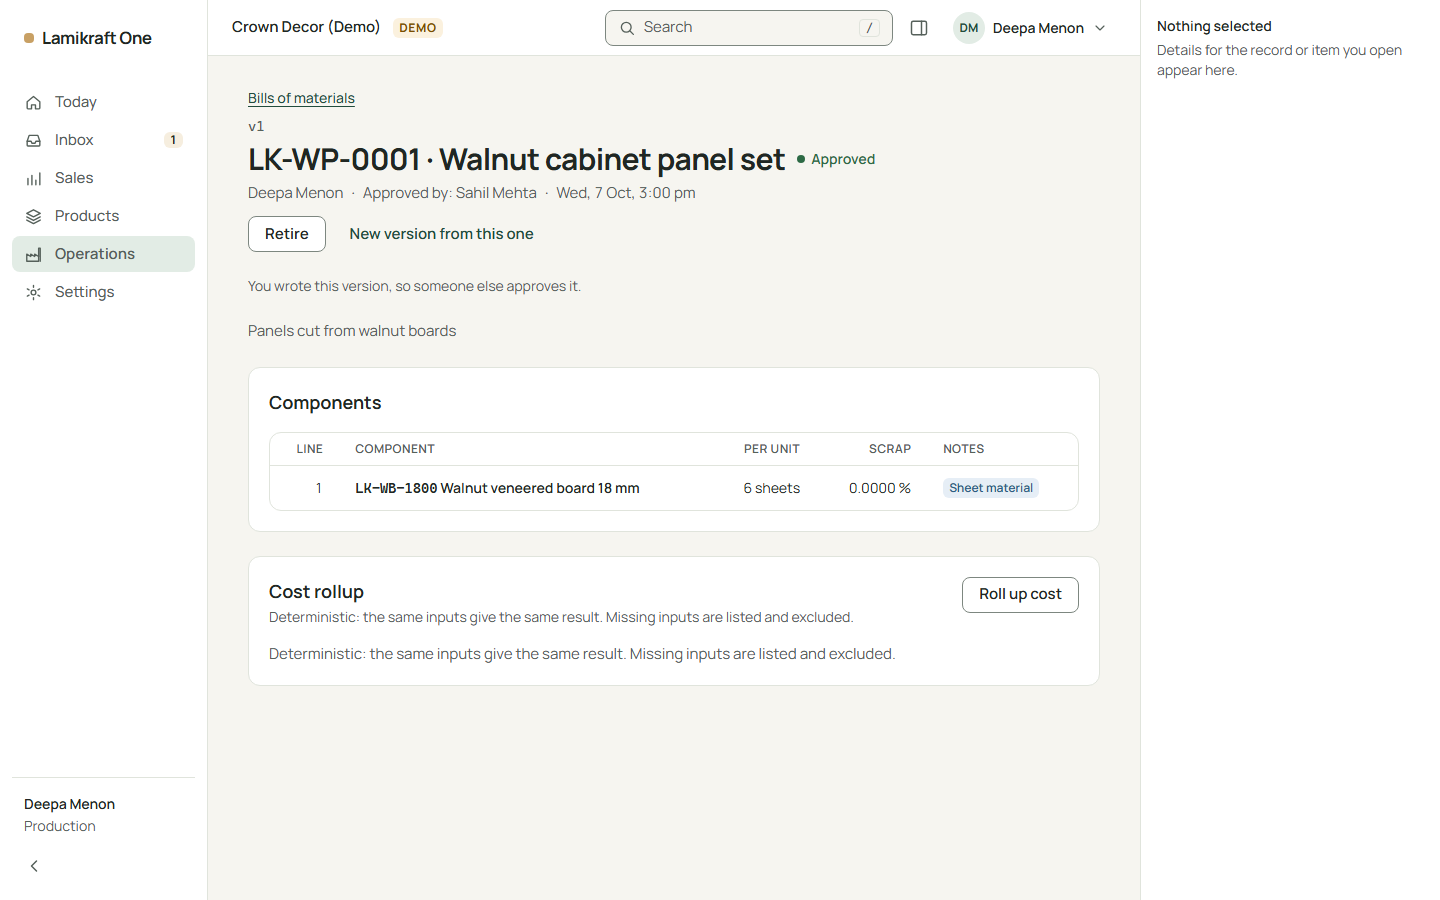 Lamikraft One
Today
Inbox 1
Sales
Products
Operations
Settings
Deepa Menon
Production
Crown Decor (Demo) DEMO
Search /
DM Deepa Menon
Bills of materials
v1
LK-WP-0001 · Walnut cabinet panel set Approved
Deepa Menon · Approved by: Sahil Mehta · Wed, 7 Oct, 3:00 pm
Retire New version from this one
You wrote this version, so someone else approves it.
Panels cut from walnut boards
Components
LINE COMPONENT PER UNIT SCRAP NOTES
1 LK-WB-1800 Walnut veneered board 18 mm 6 sheets 0.0000 % Sheet material
Cost rollup
Roll up cost
Deterministic: the same inputs give the same result. Missing inputs are listed and excluded.
Deterministic: the same inputs give the same result. Missing inputs are listed and excluded.
Nothing selected
Details for the record or item you open
appear here.